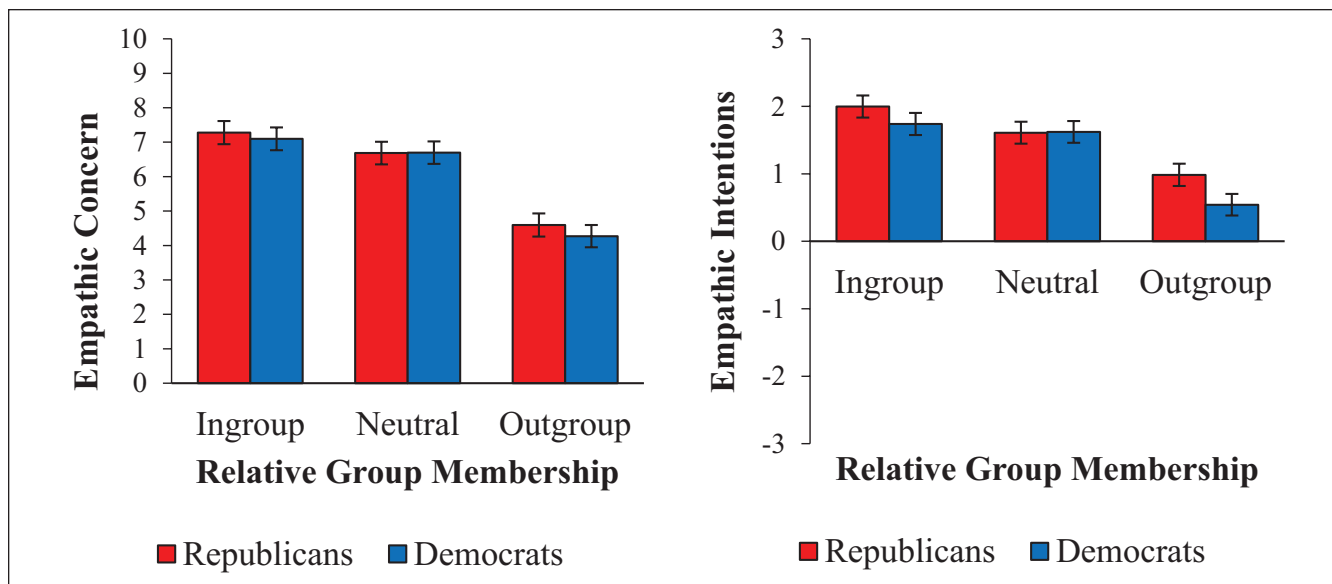 Empathic Concern
10
9
8
7
6
5
4
3
2
1
0
Ingroup Neutral Outgroup
Relative Group Membership
Republicans Democrats
Empathic Intentions
3
2
1
0
-1
-2
-3
Ingroup Neutral Outgroup
Relative Group Membership
Republicans Democrats